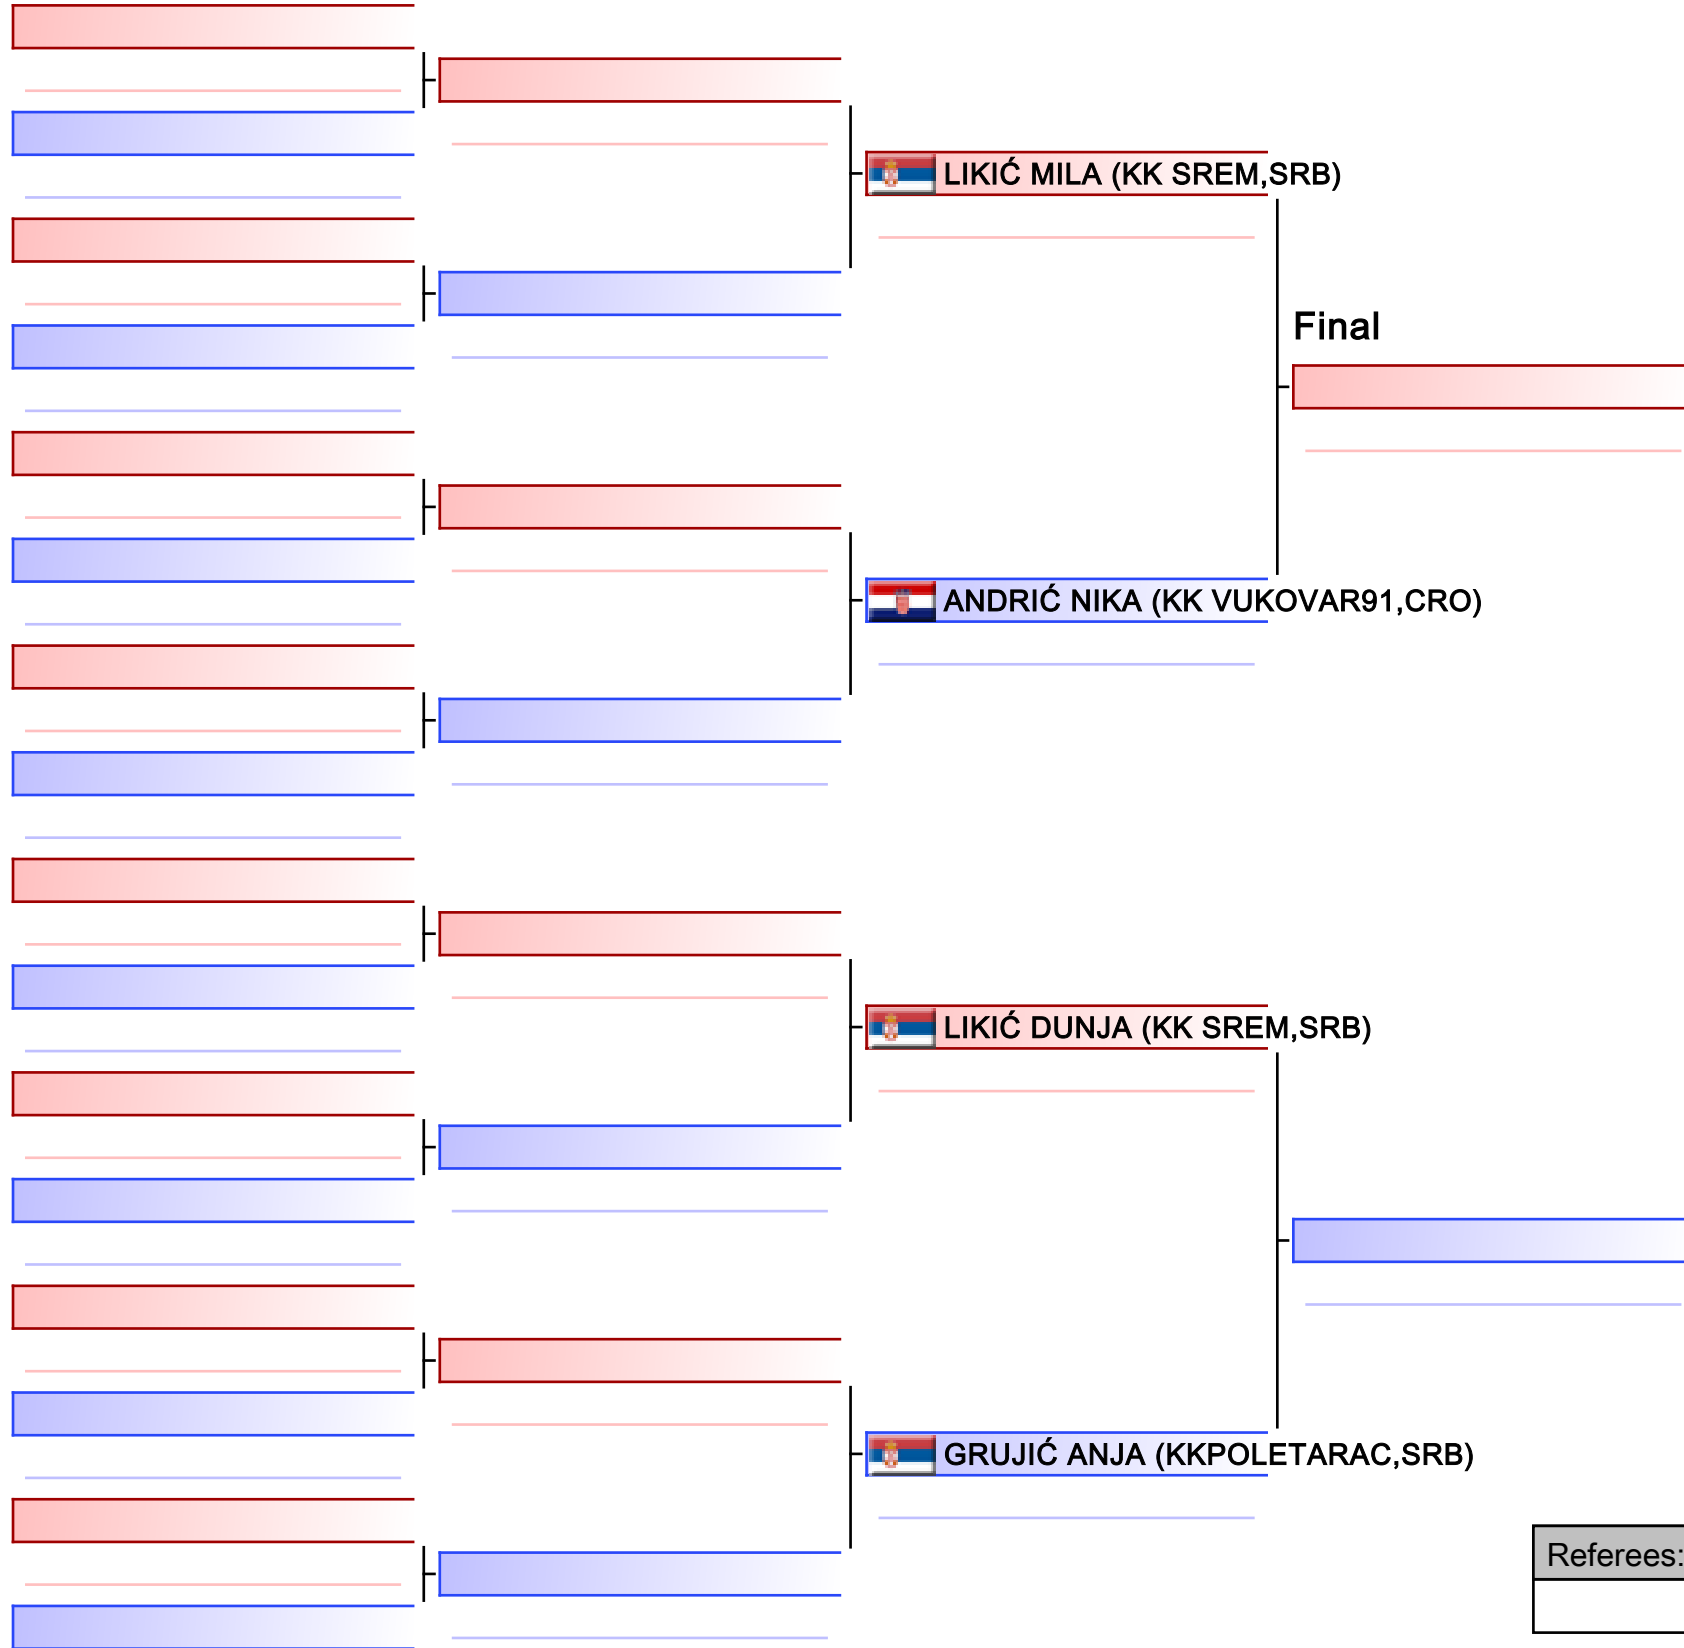 LIKIĆ MILA (KK SREM,SRB)
Final
ANDRIĆ NIKA (KK VUKOVAR91,CRO)
LIKIĆ DUNJA (KK SREM,SRB)
GRUJIĆ ANJA (KKPOLETARAC,SRB)
Referees: